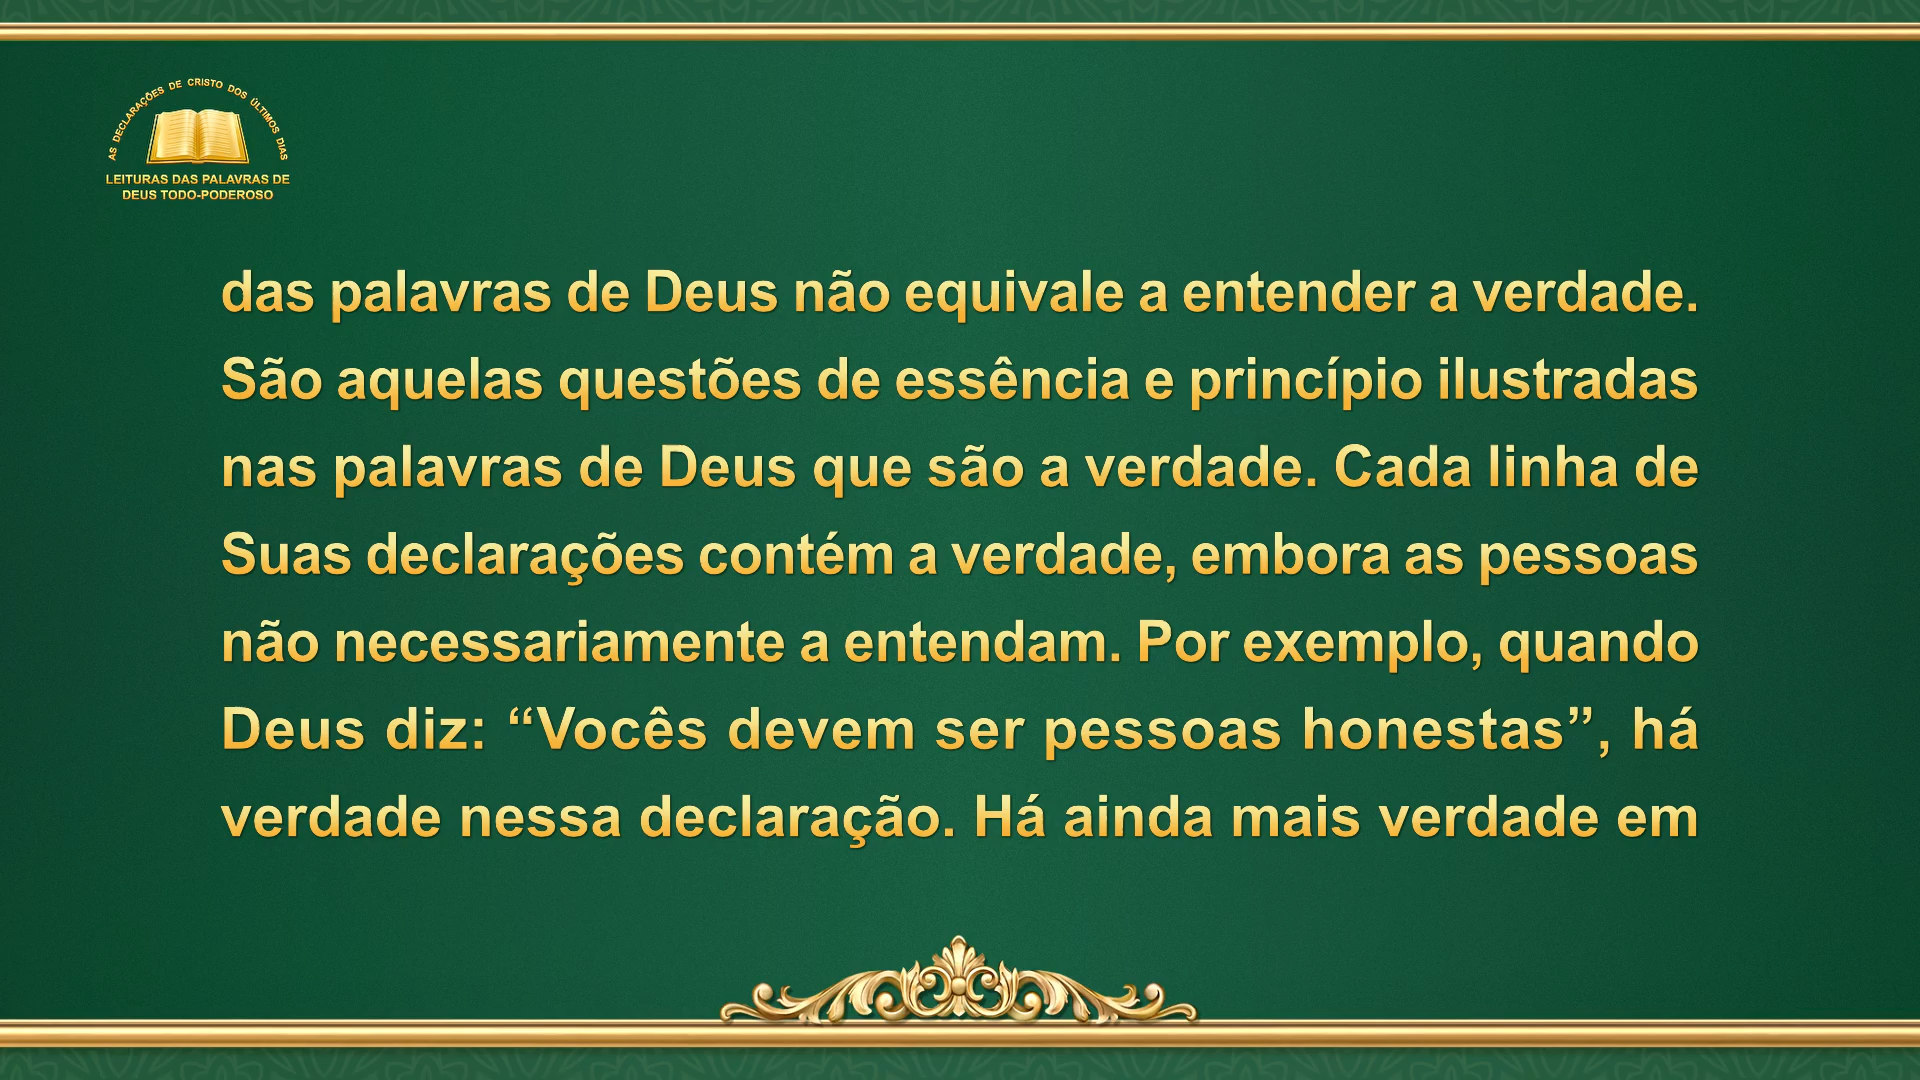 AS DECLARAÇÕES DE CRISTO DOS ÚLTIMOS DIAS
LEITURAS DAS PALAVRAS DE
DEUS TODO-PODEROSO
das palavras de Deus não equivale a entender a verdade.
São aquelas questões de essência e princípio ilustradas
nas palavras de Deus que são a verdade. Cada linha de
Suas declarações contém a verdade, embora as pessoas
não necessariamente a entendam. Por exemplo, quando
Deus diz: “Vocês devem ser pessoas honestas”, há
verdade nessa declaração. Há ainda mais verdade em